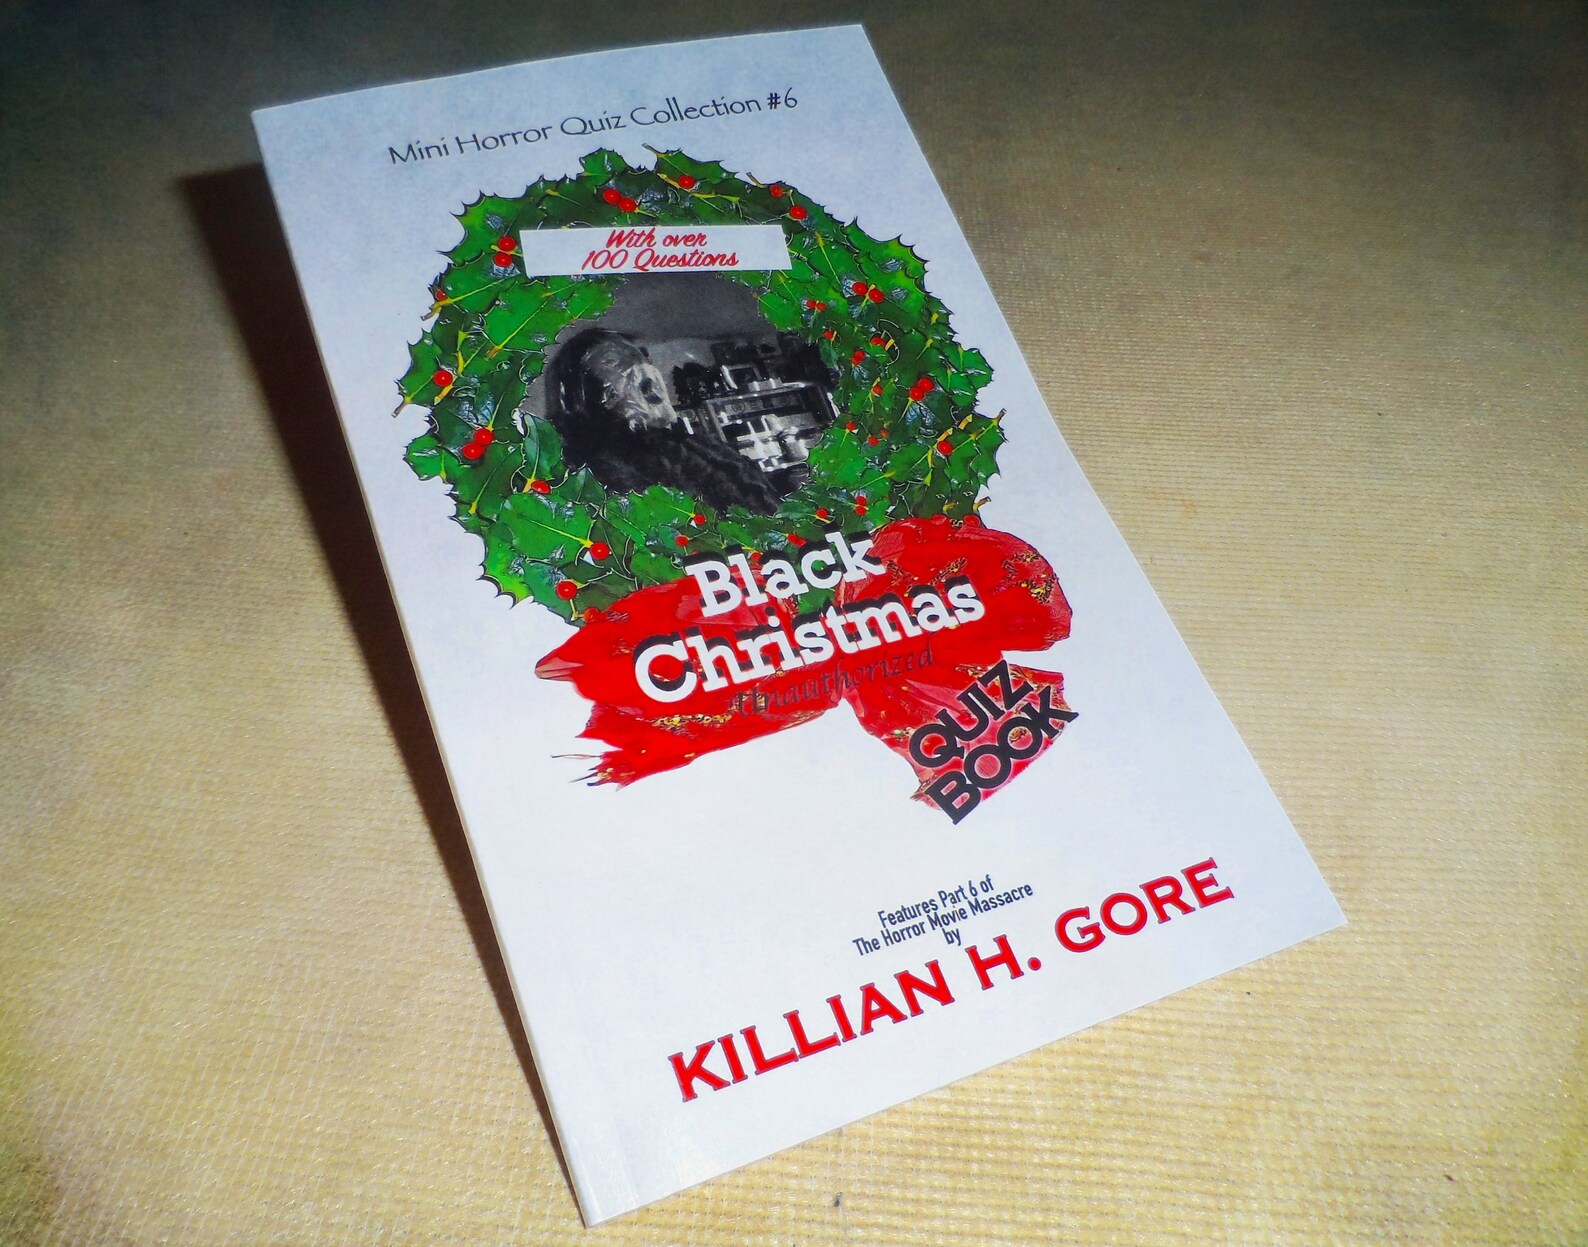 Mini Horror Quiz Collection #6
With over
100 Questions
Black
Christmas
Unauthorized
QUIZ
BOOK
Features Part 6 of
The Horror Movie Massacre
by
KILLIAN H. GORE